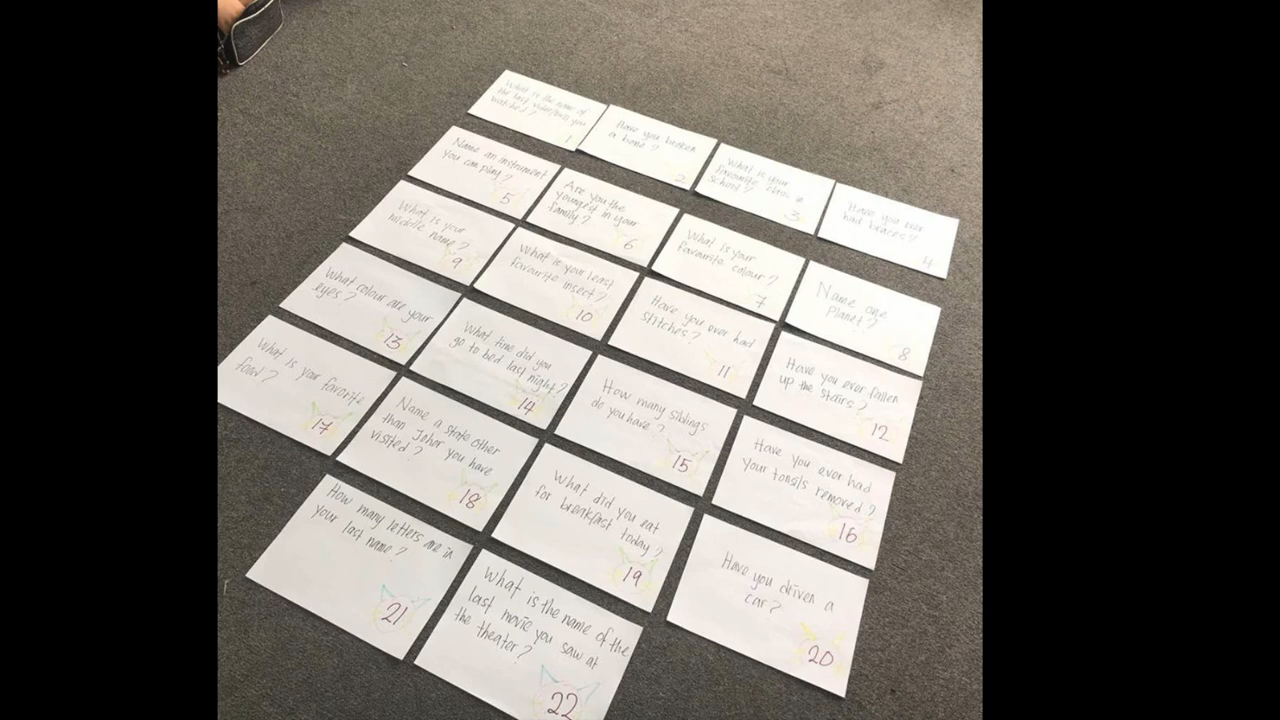 What is the name of
the last video/movie you
watched?
1
Have you broken
a bone?
2
What is your
favourite class in
school?
3
Have you ever
had braces?
4
Name an instrument
you can play?
5
Are you the
youngest in your
family?
6
What is your
favourite colour?
7
Name one
Planet?
8
What is your
middle name?
9
What is your least
favourite insect?
10
Have you ever had
stitches?
11
Have you ever fallen
up the stairs?
12
What colour are your
eyes?
13
What time did you
go to bed last night?
14
How many siblings
do you have?
15
Have you ever had
your tonsils removed?
16
What is your favorite
food?
17
Name a state other
than Johor you have
visited?
18
What did you eat
for breakfast today?
19
Have you driven a
car?
20
How many letters are in
your last name?
21
What is the name of the
last movie you saw at
the theater?
22